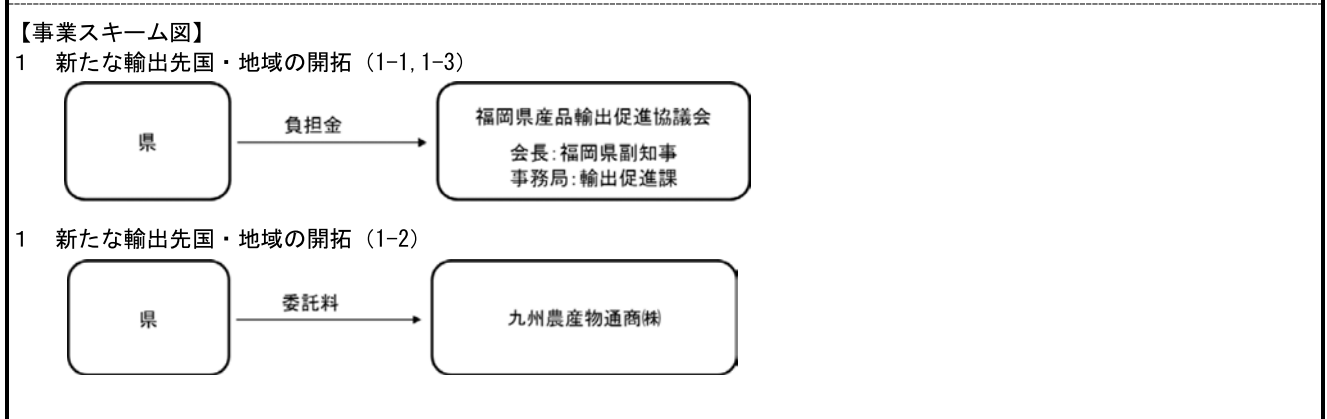 【事業スキーム図】
1 新たな輸出先国・地域の開拓（1-1,1-3）
県
負担金
福岡県産品輸出促進協議会
会長：福岡県副知事
事務局：輸出促進課
1 新たな輸出先国・地域の開拓（1-2）
県
委託料
九州農産物通商㈱